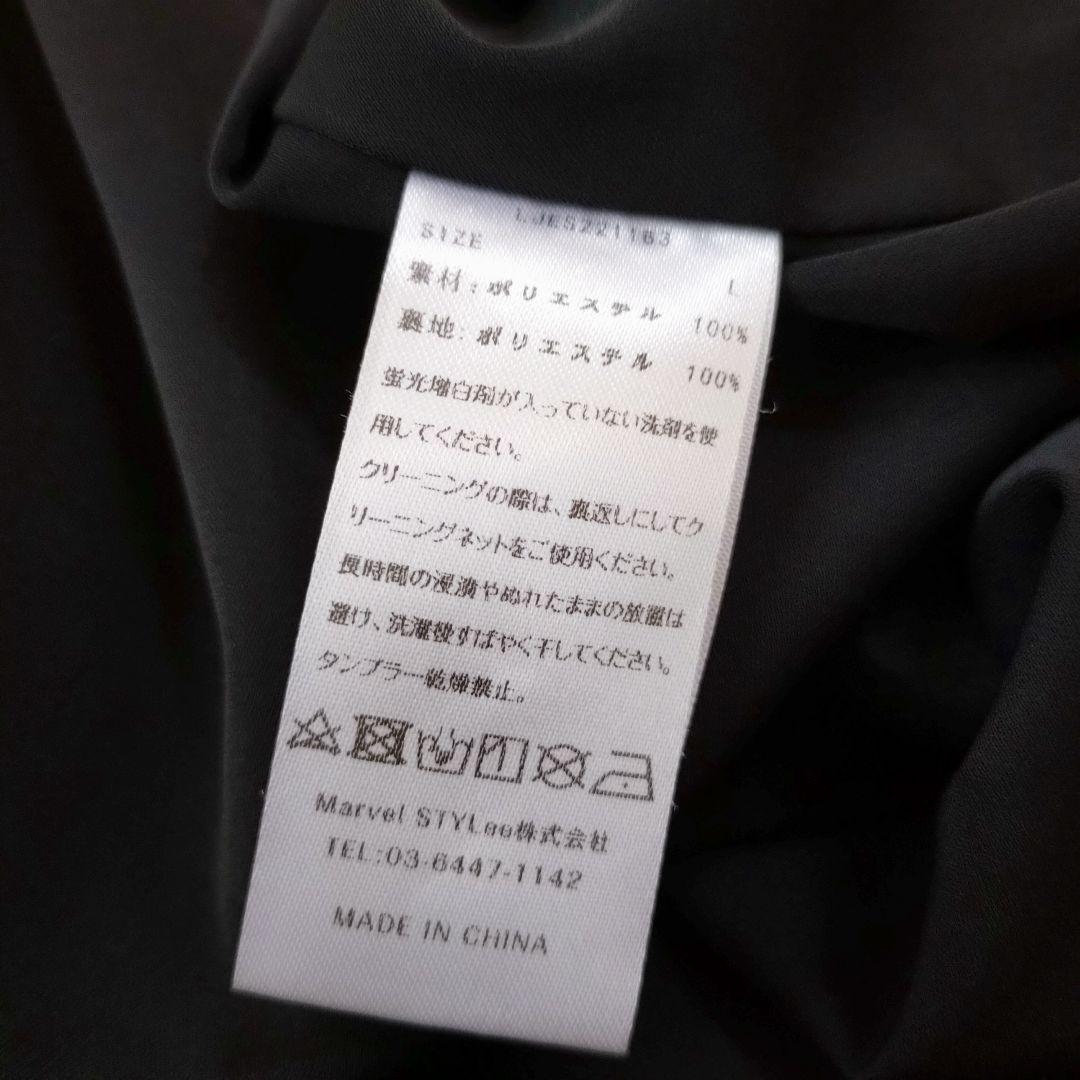 LJES221163
SIZE L
素材:ポリエステル 100%
裏地:ポリエステル 100%
蛍光増白剤が入っていない洗剤を使
用してください。
クリーニングの際は、裏返しにしてク
リーニングネットをご使用ください。
長時間の浸漬やぬれたままの放置は
避け、洗濯後すばやく干してください。
タンブラー乾燥禁止。
Marvel STYLee株式会社
TEL:03-6447-1142
MADE IN CHINA